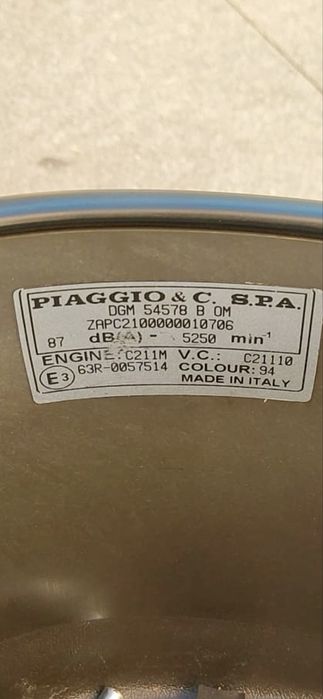 PIAGGIO & C. S.P.A.
DGM 54578 B OM
ZAPC2100000010706
87 dB(A) - 5250 min⁻¹
ENGINE: C211M V.C.: C21110
E3 63R-0057514 COLOUR: 94
MADE IN ITALY